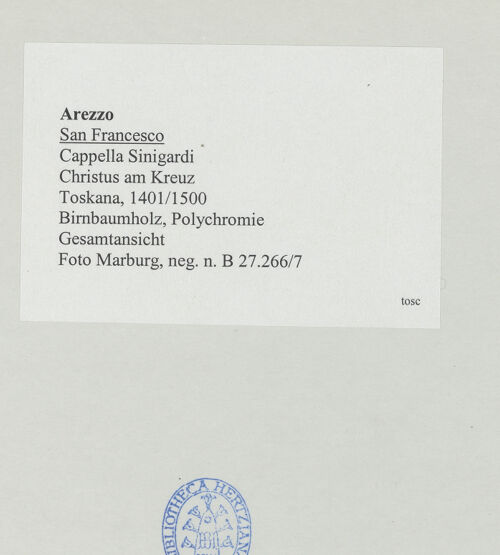 Arezzo
San Francesco
Cappella Sinigardi
Christus am Kreuz
Toskana, 1401/1500
Birnbaumholz, Polychromie
Gesamtansicht
Foto Marburg, neg. n. B 27.266/7
tosc
BIBLIOTHECA HERTZIANA